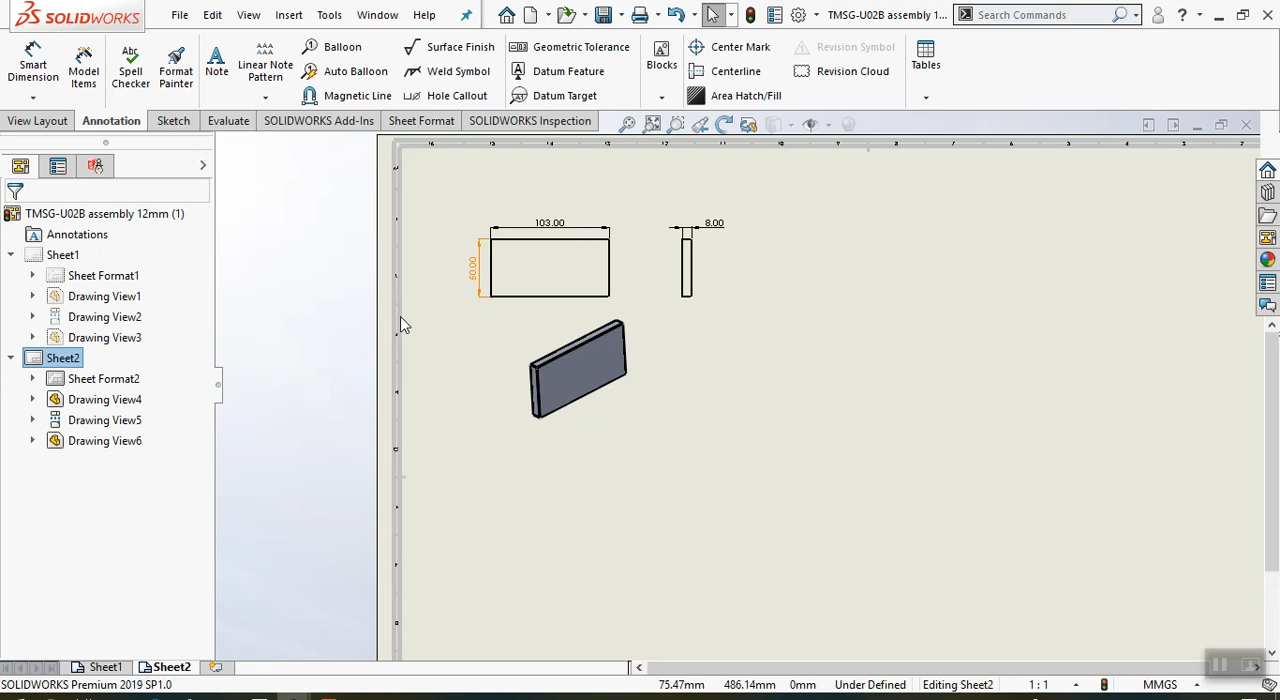 SOLIDWORKS File Edit View Insert Tools Window Help TMSG-U02B assembly 12mm (1... Search Commands
Smart Dimension
Model Items
Spell Checker
Format Painter
Note
Linear Note Pattern
Balloon
Auto Balloon
Magnetic Line
Surface Finish
Weld Symbol
Hole Callout
Geometric Tolerance
Datum Feature
Datum Target
Blocks
Center Mark
Centerline
Area Hatch/Fill
Revision Symbol
Revision Cloud
Tables
View Layout Annotation Sketch Evaluate SOLIDWORKS Add-Ins Sheet Format SOLIDWORKS Inspection
TMSG-U02B assembly 12mm (1)
Annotations
Sheet1
Sheet Format1
Drawing View1
Drawing View2
Drawing View3
Sheet2
Sheet Format2
Drawing View4
Drawing View5
Drawing View6
103.00
8.00
50.00
Sheet1 Sheet2
SOLIDWORKS Premium 2019 SP1.0 75.47mm 486.14mm 0mm Under Defined Editing Sheet2 1 : 1 MMGS